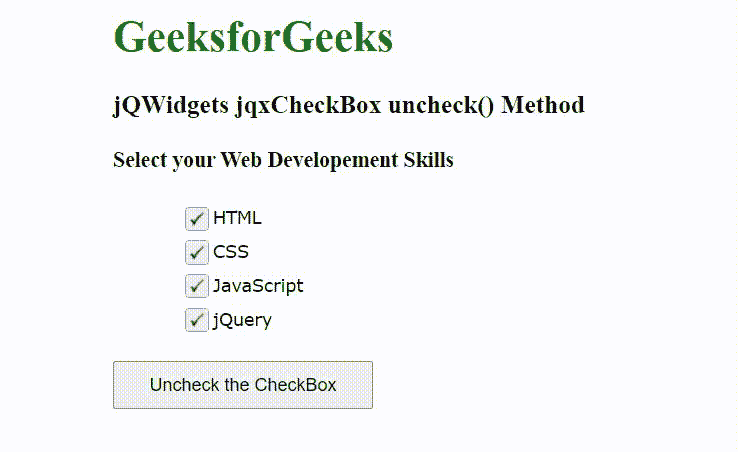 GeeksforGeeks
jQWidgets jqxCheckBox uncheck() Method
Select your Web Developement Skills
HTML
CSS
JavaScript
jQuery
Uncheck the CheckBox